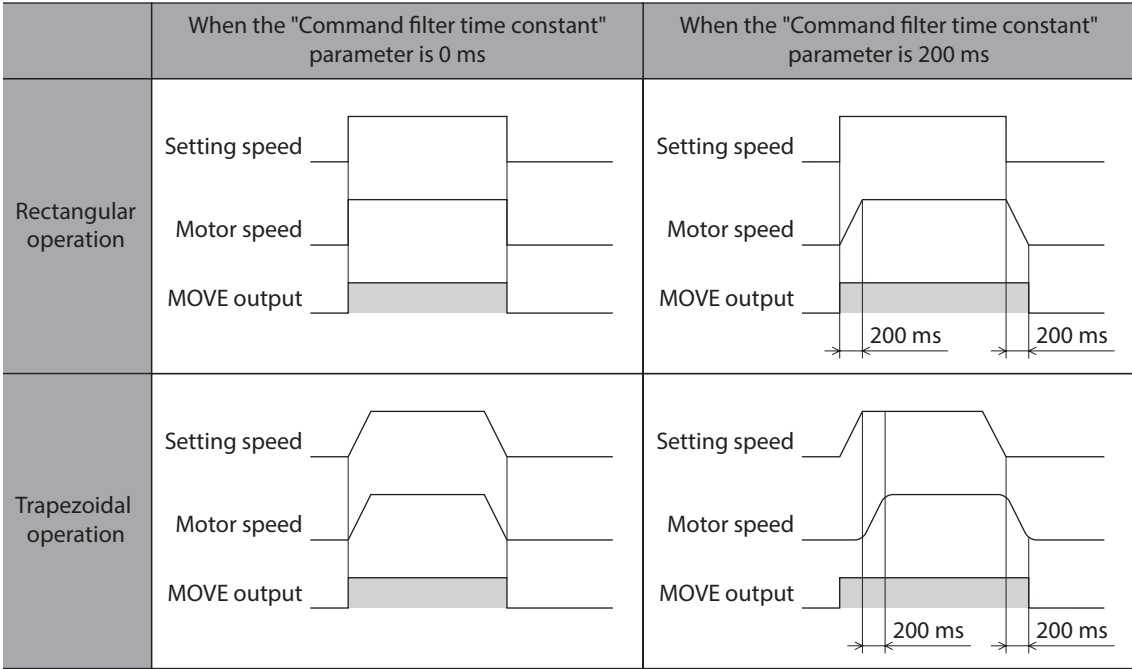 When the "Command filter time constant"
parameter is 0 ms
When the "Command filter time constant"
parameter is 200 ms
Rectangular
operation
Setting speed
Motor speed
MOVE output
Setting speed
Motor speed
MOVE output
200 ms
200 ms
Trapezoidal
operation
Setting speed
Motor speed
MOVE output
Setting speed
Motor speed
MOVE output
200 ms
200 ms